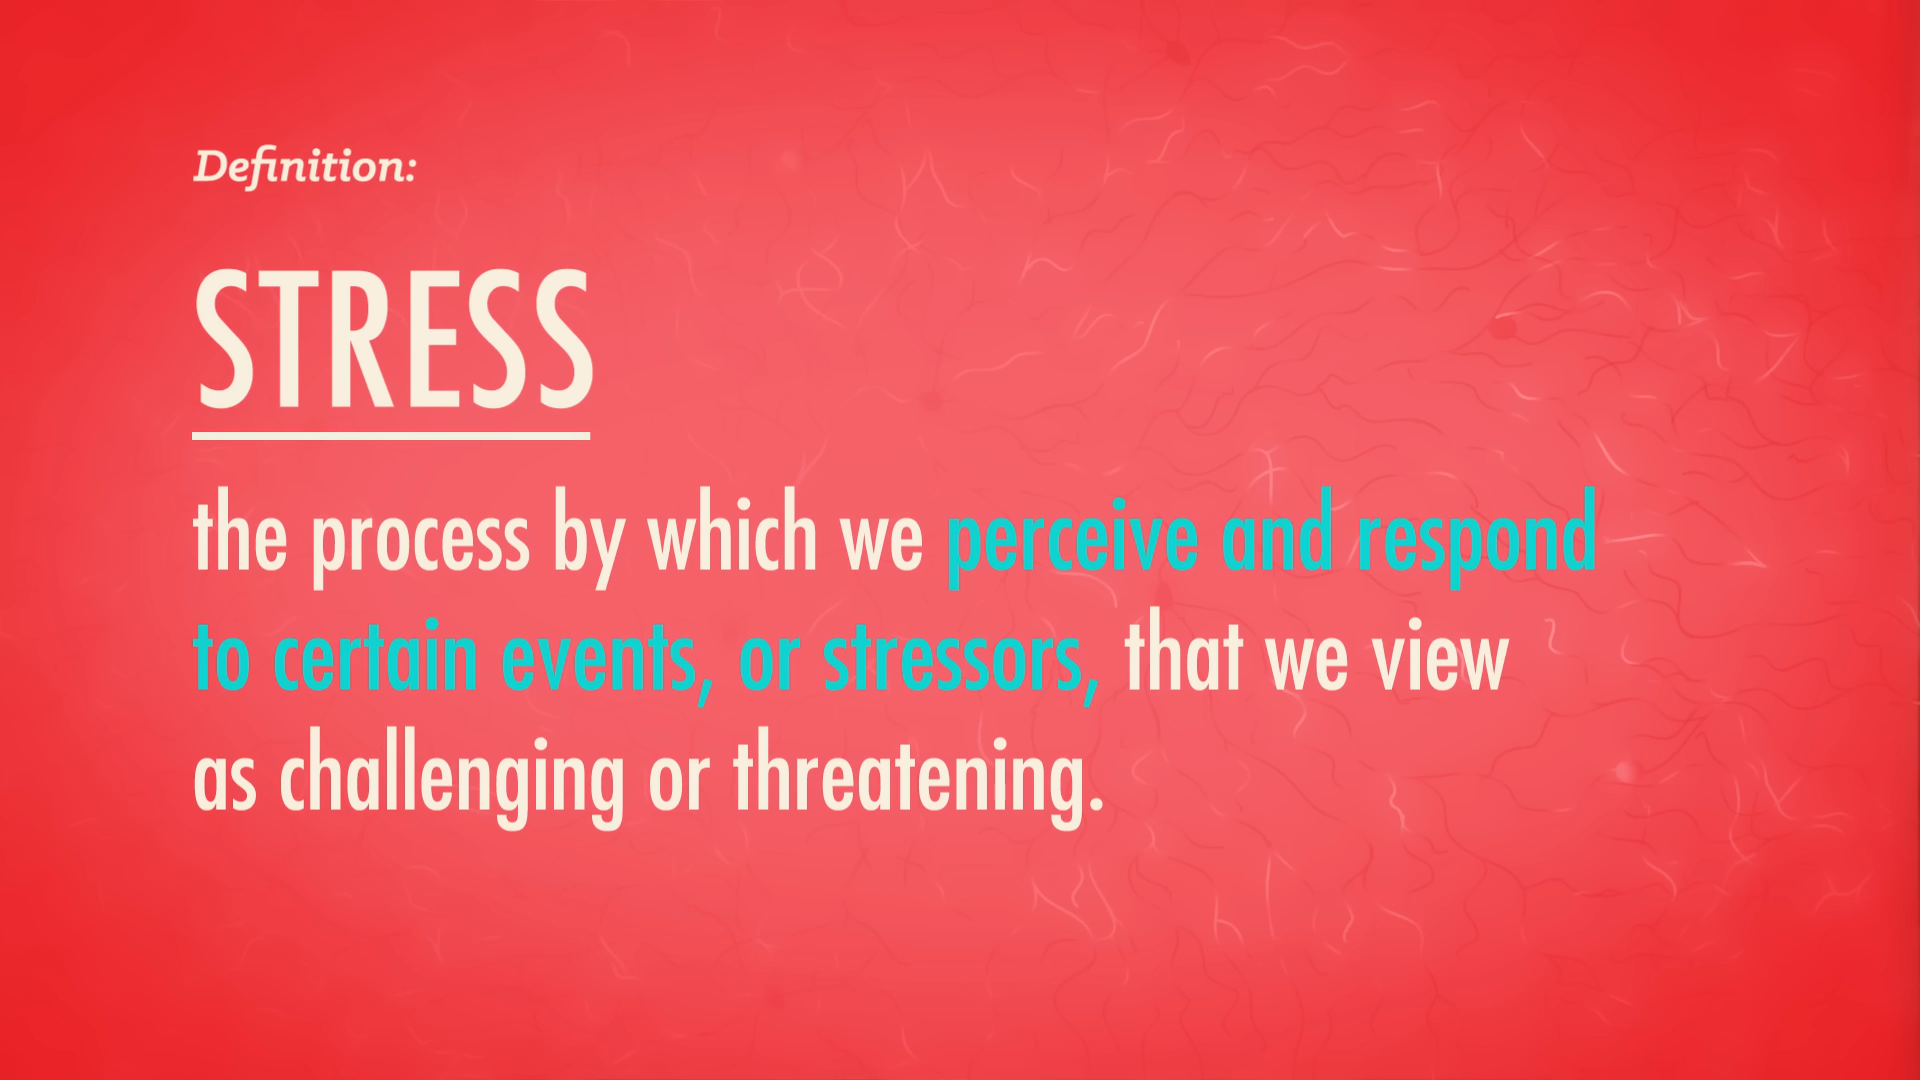 Definition:
STRESS
the process by which we perceive and respond
to certain events, or stressors, that we view
as challenging or threatening.